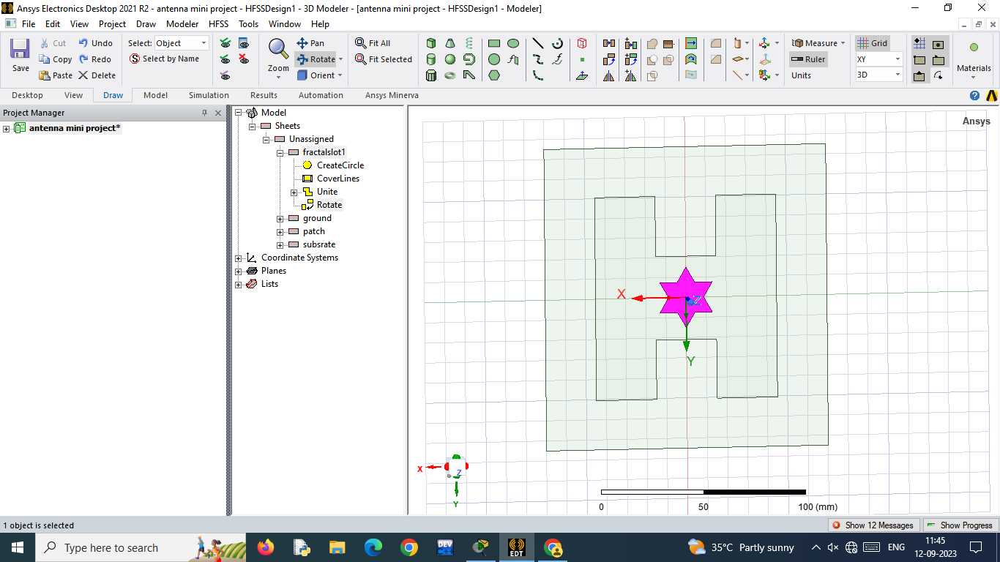 Ansys Electronics Desktop 2021 R2 - antenna mini project - HFSSDesign1 - 3D Modeler - [antenna mini project - HFSSDesign1 - Modeler]
File Edit View Project Draw Modeler HFSS Tools Window Help
Save
Cut
Copy
Paste
Undo
Redo
Delete
Select: Object
Select by Name
Zoom
Pan
Rotate
Orient
Fit All
Fit Selected
Measure
Ruler
Units
Grid
XY
3D
Materials
Desktop View Draw Model Simulation Results Automation Ansys Minerva
Project Manager
antenna mini project*
Model
Sheets
Unassigned
fractalslot1
CreateCircle
CoverLines
Unite
Rotate
ground
patch
subsrate
Coordinate Systems
Planes
Lists
Ansys
X
Z
Y
X
Z
Y
0 50 100 (mm)
1 object is selected
Show 12 Messages
Show Progress
Type here to search
DEV
EDT
35°C Partly sunny
ENG
11:45
12-09-2023